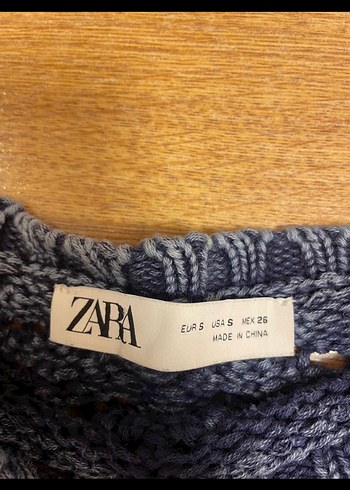 ZARA
EUR S USA S MEX 26
MADE IN CHINA